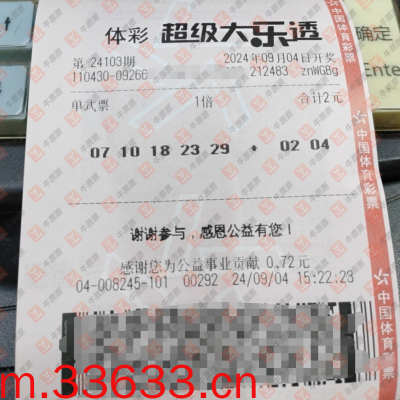 体彩 超级大乐透
第 24103期 2024年09月04日开奖
110430-09266 212483 znWGBg
单式票 1倍 合计2元
07 10 18 23 29 + 02 04
谢谢参与，感恩公益有您！
感谢您为公益事业贡献 0.72元
04-008245-101 00292 24/09/04 15:22:23
中国体育彩票
中国体育彩票
确定
Enter
m.33633.cn